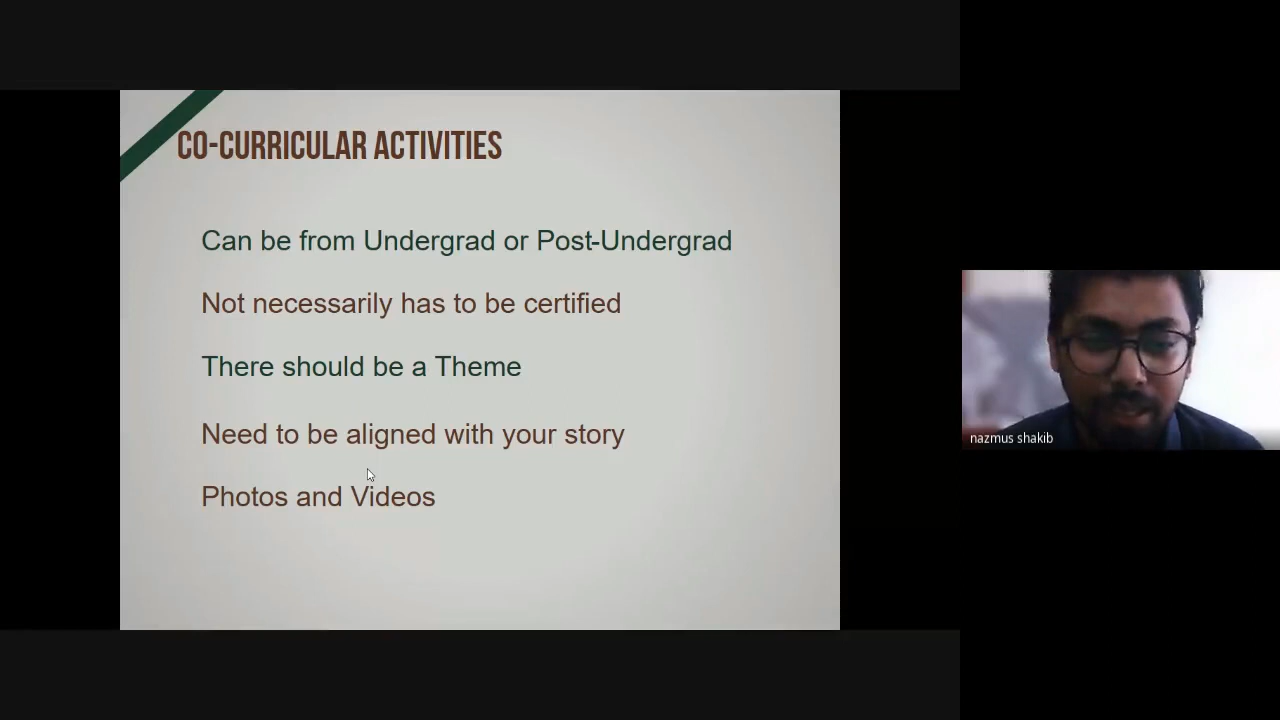 CO-CURRICULAR ACTIVITIES
Can be from Undergrad or Post-Undergrad
Not necessarily has to be certified
There should be a Theme
Need to be aligned with your story
Photos and Videos
nazmus shakib